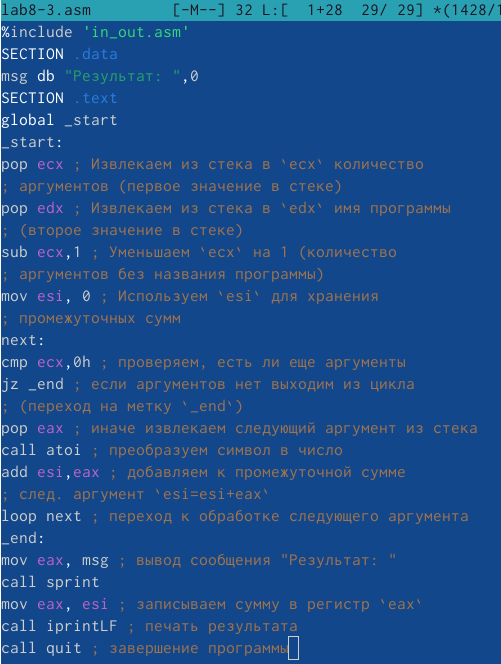 lab8-3.asm [-M--] 32 L:[ 1+28 29/ 29] *(1428/1
%include 'in_out.asm'
SECTION .data
msg db "Результат: ",0
SECTION .text
global _start
_start:
pop ecx ; Извлекаем из стека в `ecx` количество
; аргументов (первое значение в стеке)
pop edx ; Извлекаем из стека в `edx` имя программы
; (второе значение в стеке)
sub ecx,1 ; Уменьшаем `ecx` на 1 (количество
; аргументов без названия программы)
mov esi, 0 ; Используем `esi` для хранения
; промежуточных сумм
next:
cmp ecx,0h ; проверяем, есть ли еще аргументы
jz _end ; если аргументов нет выходим из цикла
; (переход на метку `_end`)
pop eax ; иначе извлекаем следующий аргумент из стека
call atoi ; преобразуем символ в число
add esi,eax ; добавляем к промежуточной сумме
; след. аргумент `esi=esi+eax`
loop next ; переход к обработке следующего аргумента
_end:
mov eax, msg ; вывод сообщения "Результат: "
call sprint
mov eax, esi ; записываем сумму в регистр `eax`
call iprintLF ; печать результата
call quit ; завершение программы